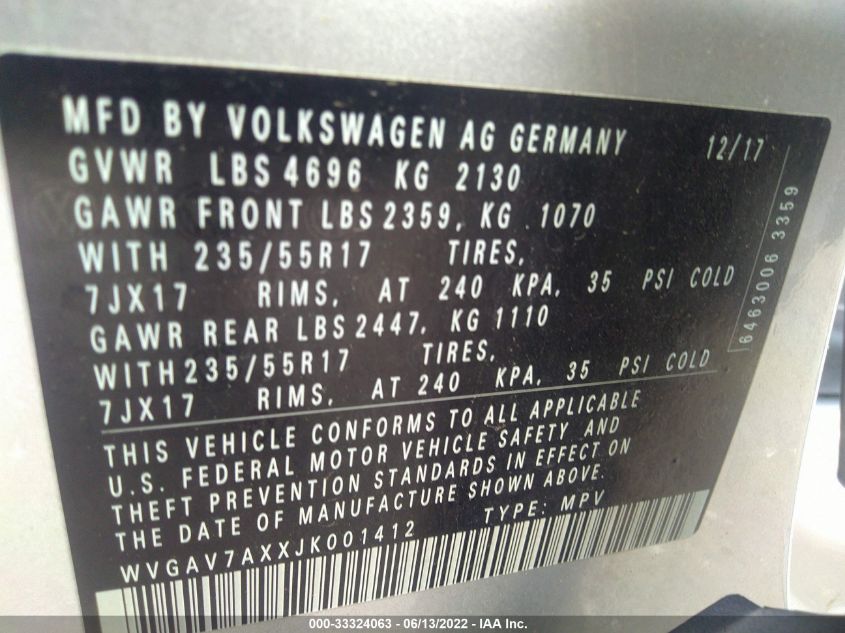 MFD BY VOLKSWAGEN AG GERMANY 12/17
GVWR LBS 4696 KG 2130
GAWR FRONT LBS 2359, KG 1070
WITH 235/55R17 TIRES,
7JX17 RIMS, AT 240 KPA, 35 PSI COLD
GAWR REAR LBS 2447, KG 1110
WITH 235/55R17 TIRES,
7JX17 RIMS, AT 240 KPA, 35 PSI COLD
6463006 3359
THIS VEHICLE CONFORMS TO ALL APPLICABLE
U.S. FEDERAL MOTOR VEHICLE SAFETY AND
THEFT PREVENTION STANDARDS IN EFFECT ON
THE DATE OF MANUFACTURE SHOWN ABOVE.
WVGAV7AXXJK001412 TYPE: MPV
000-33324063 - 06/13/2022 - IAA Inc.